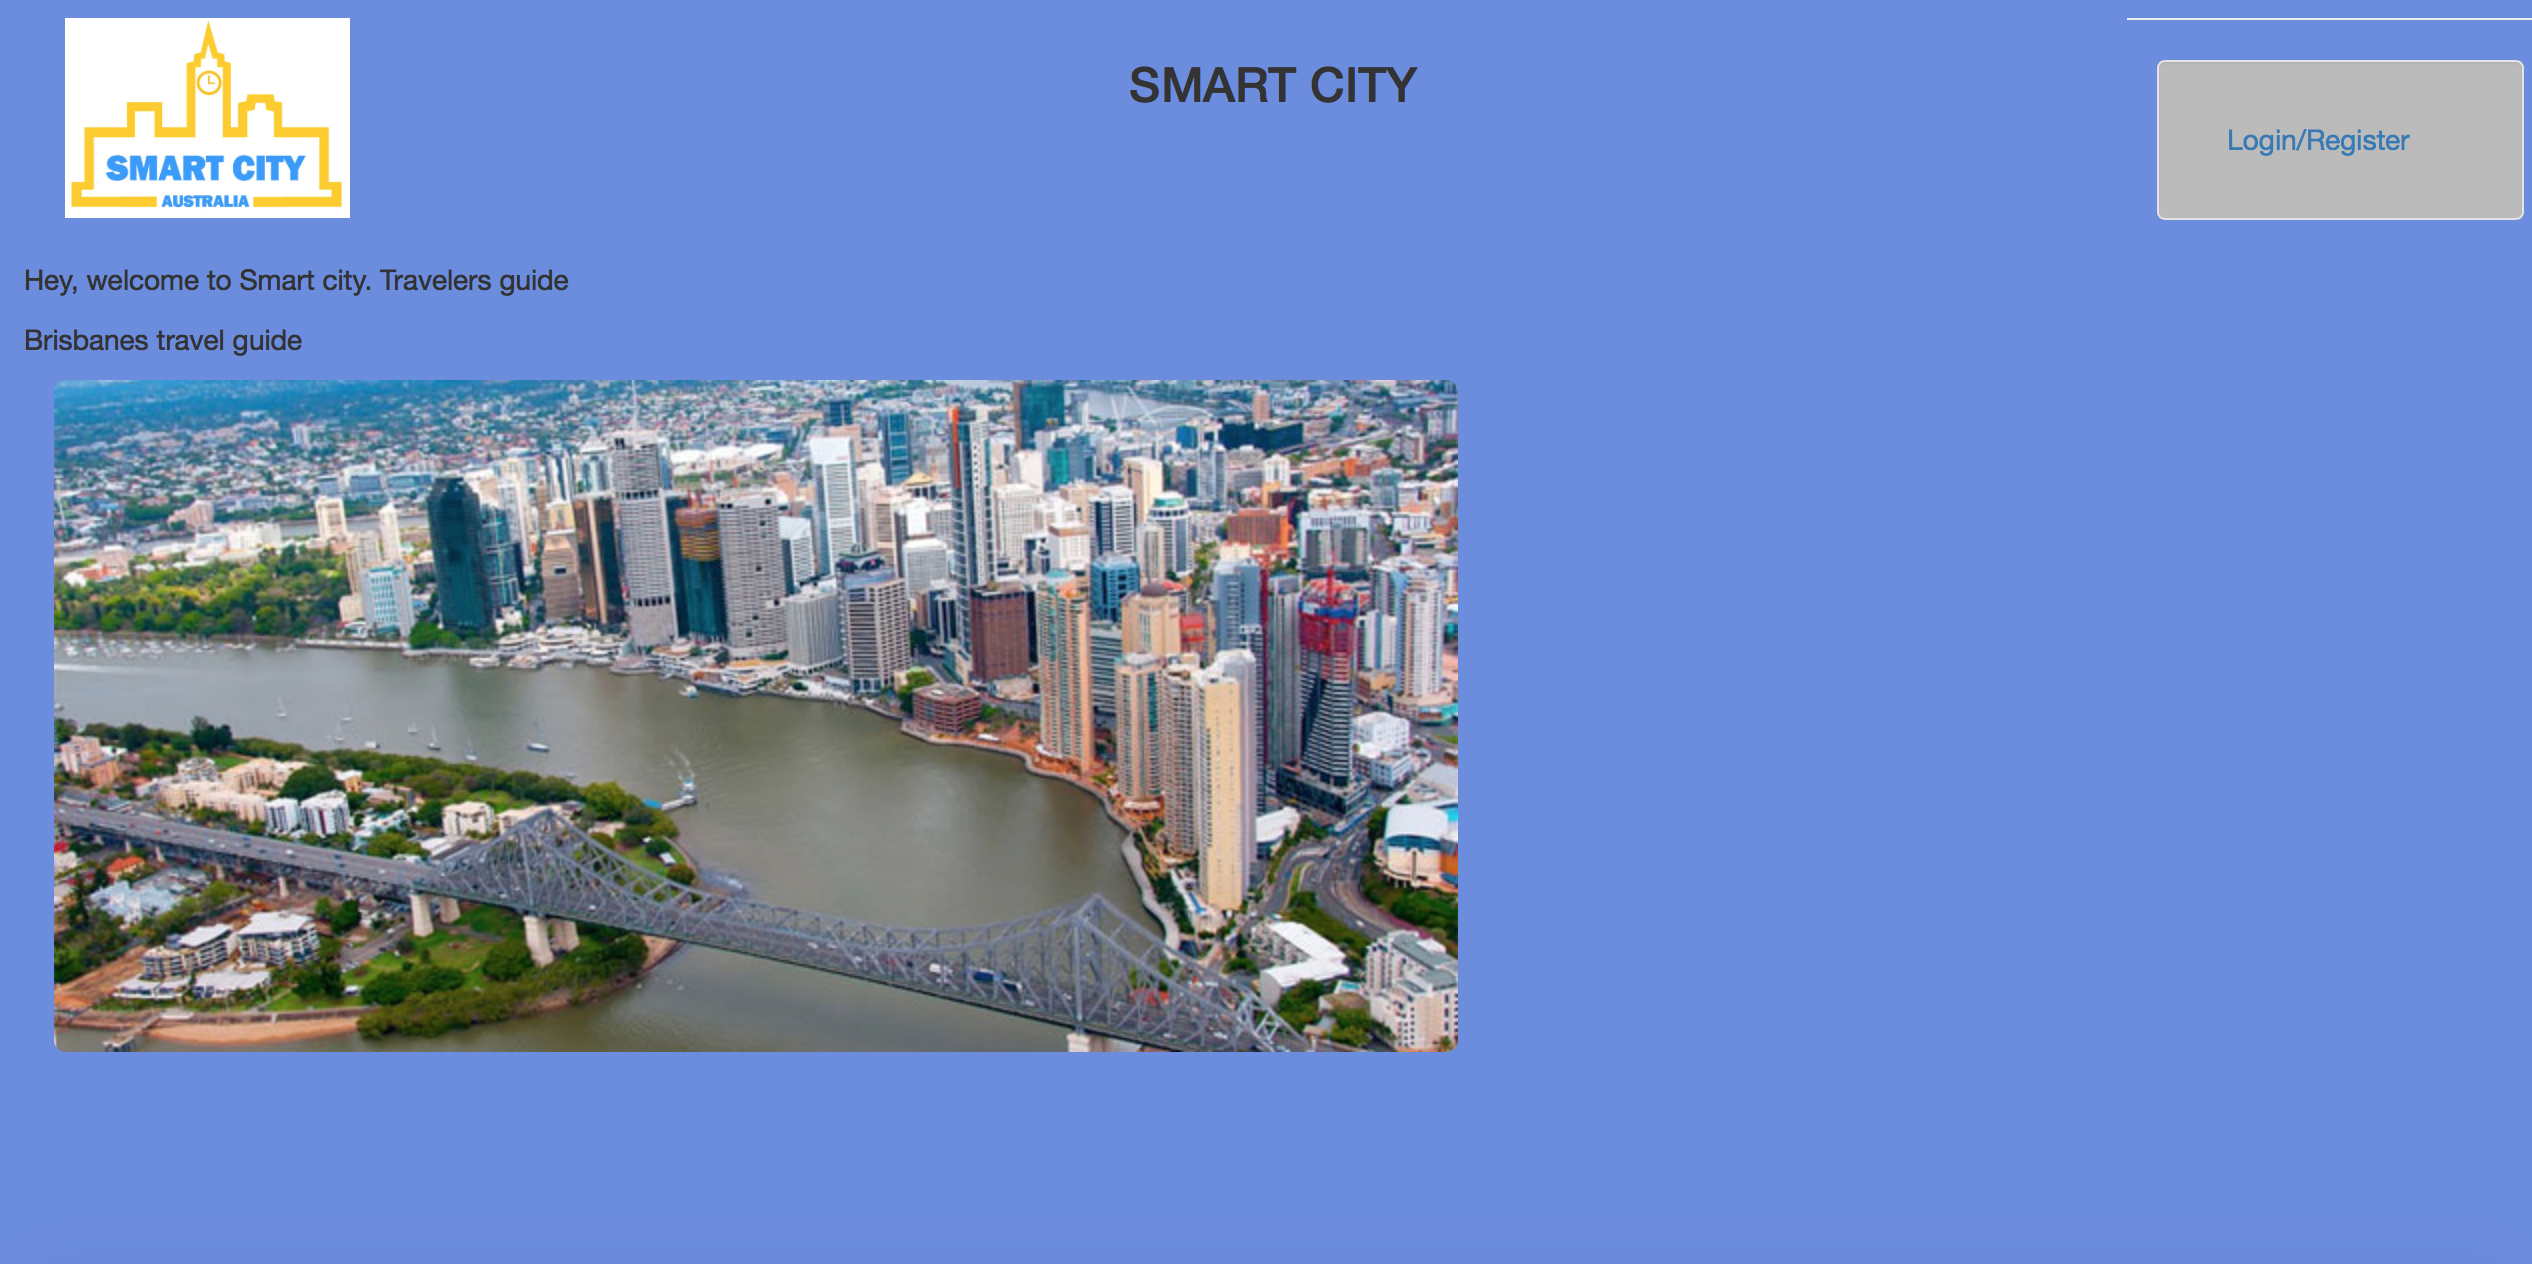 SMART CITY
AUSTRALIA
SMART CITY
Login/Register
Hey, welcome to Smart city. Travelers guide
Brisbanes travel guide